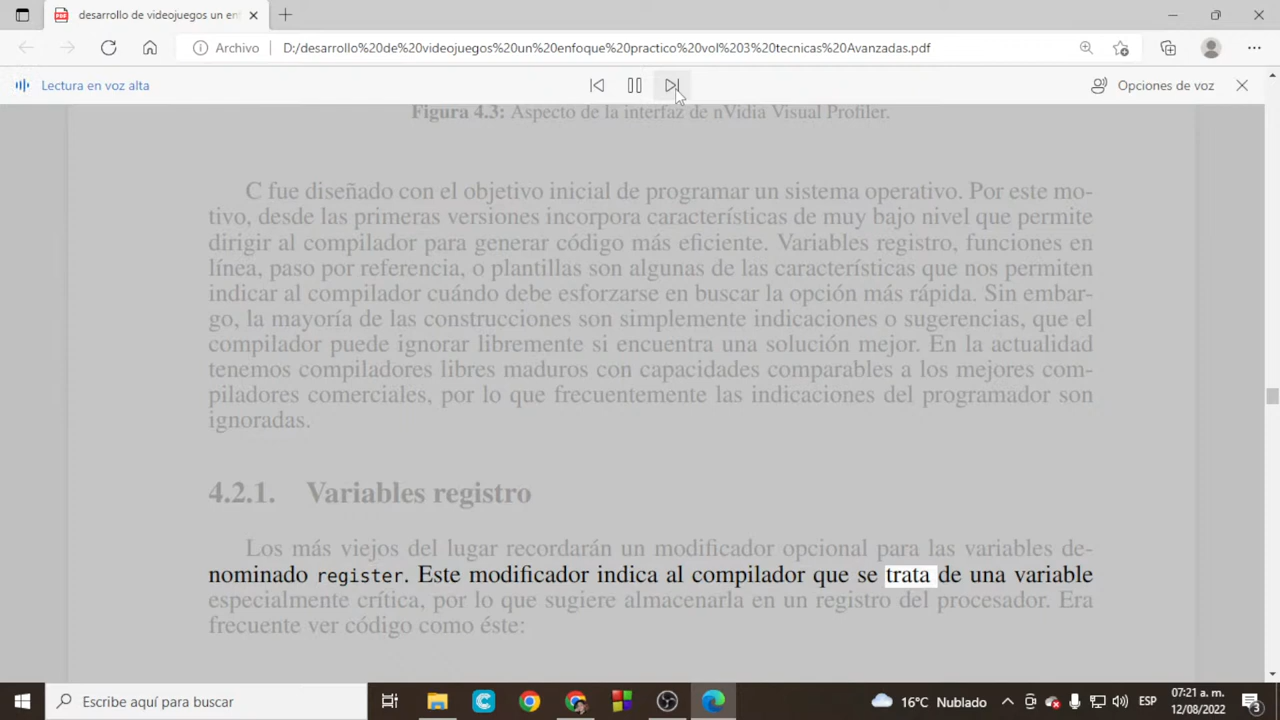 desarrollo de videojuegos un enf
Archivo
D:/desarrollo%20de%20videojuegos%20un%20enfoque%20practico%20vol%203%20tecnicas%20Avanzadas.pdf
Lectura en voz alta
Opciones de voz
Figura 4.3: Aspecto de la interfaz de nVidia Visual Profiler.
C fue diseñado con el objetivo inicial de programar un sistema operativo. Por este mo-
tivo, desde las primeras versiones incorpora características de muy bajo nivel que permite
dirigir al compilador para generar código más eficiente. Variables registro, funciones en
línea, paso por referencia, o plantillas son algunas de las características que nos permiten
indicar al compilador cuándo debe esforzarse en buscar la opción más rápida. Sin embar-
go, la mayoría de las construcciones son simplemente indicaciones o sugerencias, que el
compilador puede ignorar libremente si encuentra una solución mejor. En la actualidad
tenemos compiladores libres maduros con capacidades comparables a los mejores com-
piladores comerciales, por lo que frecuentemente las indicaciones del programador son
ignoradas.
4.2.1. Variables registro
Los más viejos del lugar recordarán un modificador opcional para las variables de-
nominado register. Este modificador indica al compilador que se trata de una variable
especialmente crítica, por lo que sugiere almacenarla en un registro del procesador. Era
frecuente ver código como éste:
Escribe aquí para buscar
16°C Nublado
ESP
07:21 a. m.
12/08/2022
3